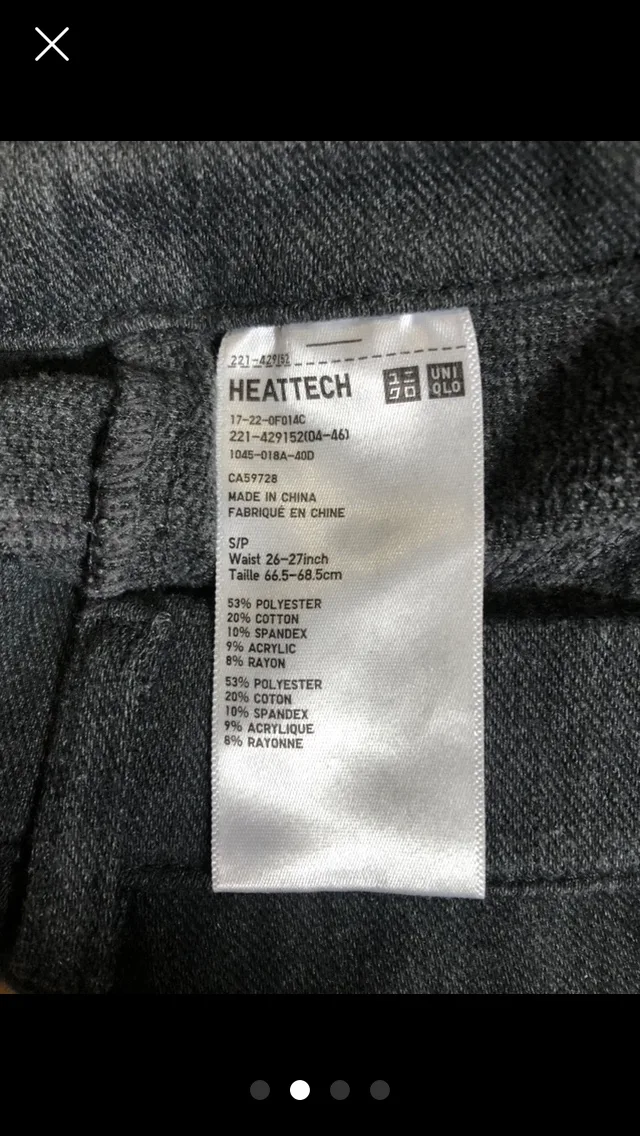 221-429152
HEATTECH
ユニ
クロ
UNI
QLO
17-22-0F014C
221-429152(04-46)
1045-018A-40D
CA59728
MADE IN CHINA
FABRIQUÉ EN CHINE
S/P
Waist 26-27inch
Taille 66.5-68.5cm
53% POLYESTER
20% COTTON
10% SPANDEX
9% ACRYLIC
8% RAYON
53% POLYESTER
20% COTON
10% SPANDEX
9% ACRYLIQUE
8% RAYONNE